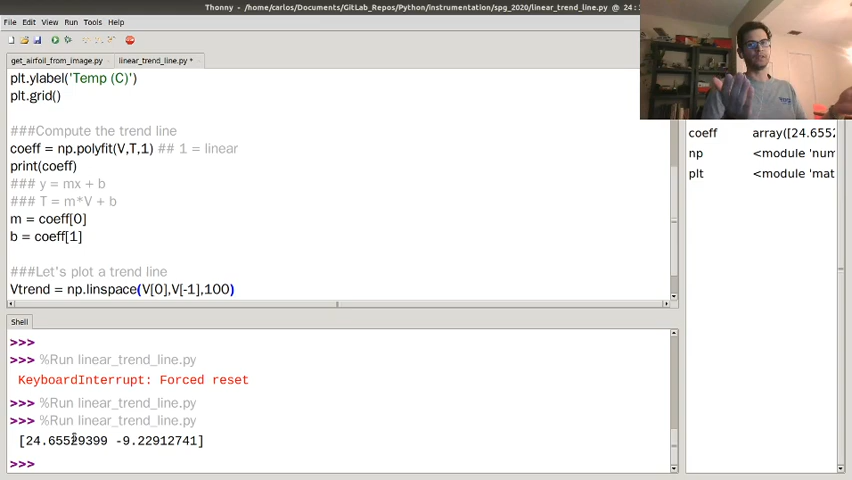 Thonny - /home/carlos/Documents/GitLab_Repos/Python/instrumentation/spg_2020/linear_trend_line.py @ 24:
File Edit View Run Tools Help
get_airfoil_from_image.py
linear_trend_line.py *
plt.ylabel('Temp (C)')
plt.grid()
###Compute the trend line
coeff = np.polyfit(V,T,1) ## 1 = linear
print(coeff)
### y = mx + b
### T = m*V + b
m = coeff[0]
b = coeff[1]
###Let's plot a trend line
Vtrend = np.linspace(V[0],V[-1],100)
coeff array([24.655
np <module 'num
plt <module 'mat
Shell
>>>
>>> %Run linear_trend_line.py
KeyboardInterrupt: Forced reset
>>> %Run linear_trend_line.py
>>> %Run linear_trend_line.py
[24.65529399 -9.22912741]
>>>